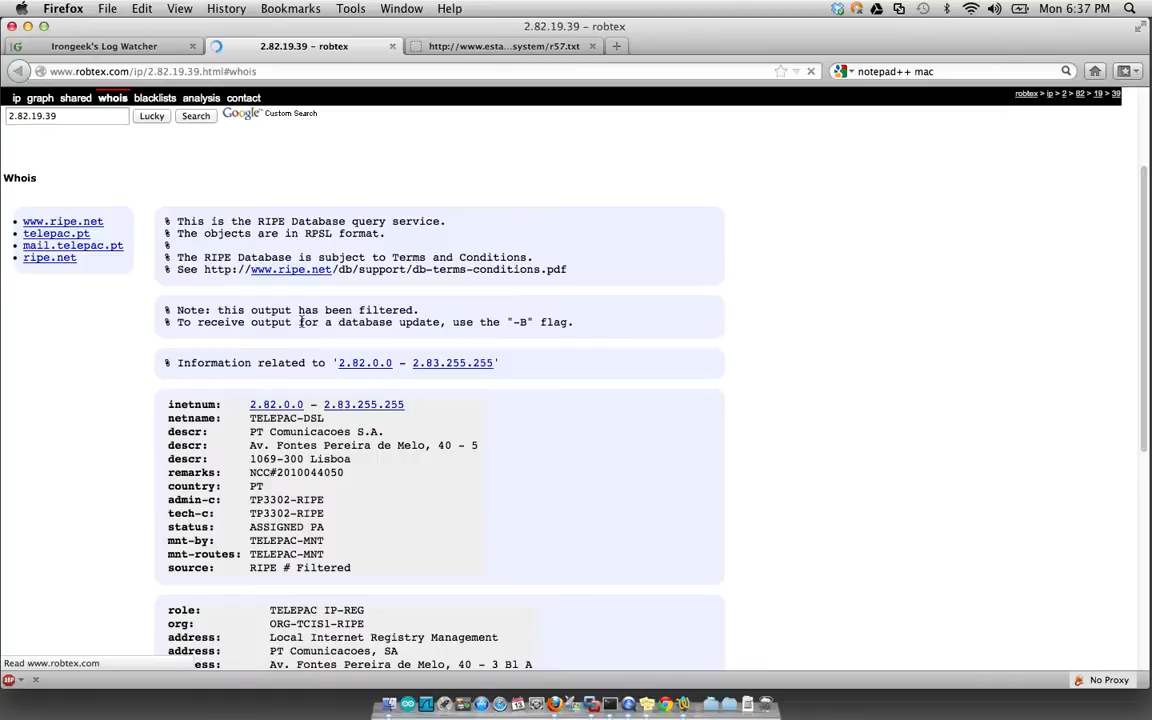 Firefox File Edit View History Bookmarks Tools Window Help Mon 6:37 PM
2.82.19.39 – robtex
Irongeek's Log Watcher
2.82.19.39 – robtex
http://www.esta...system/r57.txt
www.robtex.com/ip/2.82.19.39.html#whois
notepad++ mac
ip graph shared whois blacklists analysis contact
robtex > ip > 2 > 82 > 19 > 39
2.82.19.39 Lucky Search Google™ Custom Search
Whois
• www.ripe.net
• telepac.pt
• mail.telepac.pt
• ripe.net
% This is the RIPE Database query service.
% The objects are in RPSL format.
%
% The RIPE Database is subject to Terms and Conditions.
% See http://www.ripe.net/db/support/db-terms-conditions.pdf
% Note: this output has been filtered.
% To receive output for a database update, use the "-B" flag.
% Information related to '2.82.0.0 - 2.83.255.255'
inetnum: 2.82.0.0 - 2.83.255.255
netname: TELEPAC-DSL
descr: PT Comunicacoes S.A.
descr: Av. Fontes Pereira de Melo, 40 - 5
descr: 1069-300 Lisboa
remarks: NCC#2010044050
country: PT
admin-c: TP3302-RIPE
tech-c: TP3302-RIPE
status: ASSIGNED PA
mnt-by: TELEPAC-MNT
mnt-routes: TELEPAC-MNT
source: RIPE # Filtered
role: TELEPAC IP-REG
org: ORG-TCIS1-RIPE
address: Local Internet Registry Management
address: PT Comunicacoes, SA
ess: Av. Fontes Pereira de Melo, 40 - 3 Bl A
Read www.robtex.com
ABP
No Proxy